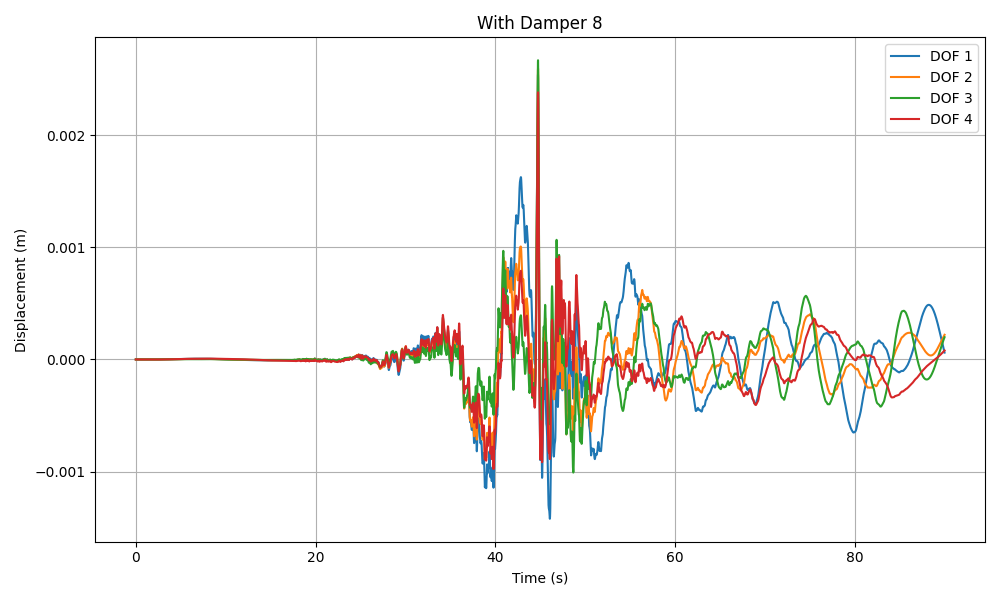 With Damper 8
DOF 1
DOF 2
DOF 3
DOF 4
Displacement (m)
0.002
0.001
0.000
−0.001
0
20
40
60
80
Time (s)